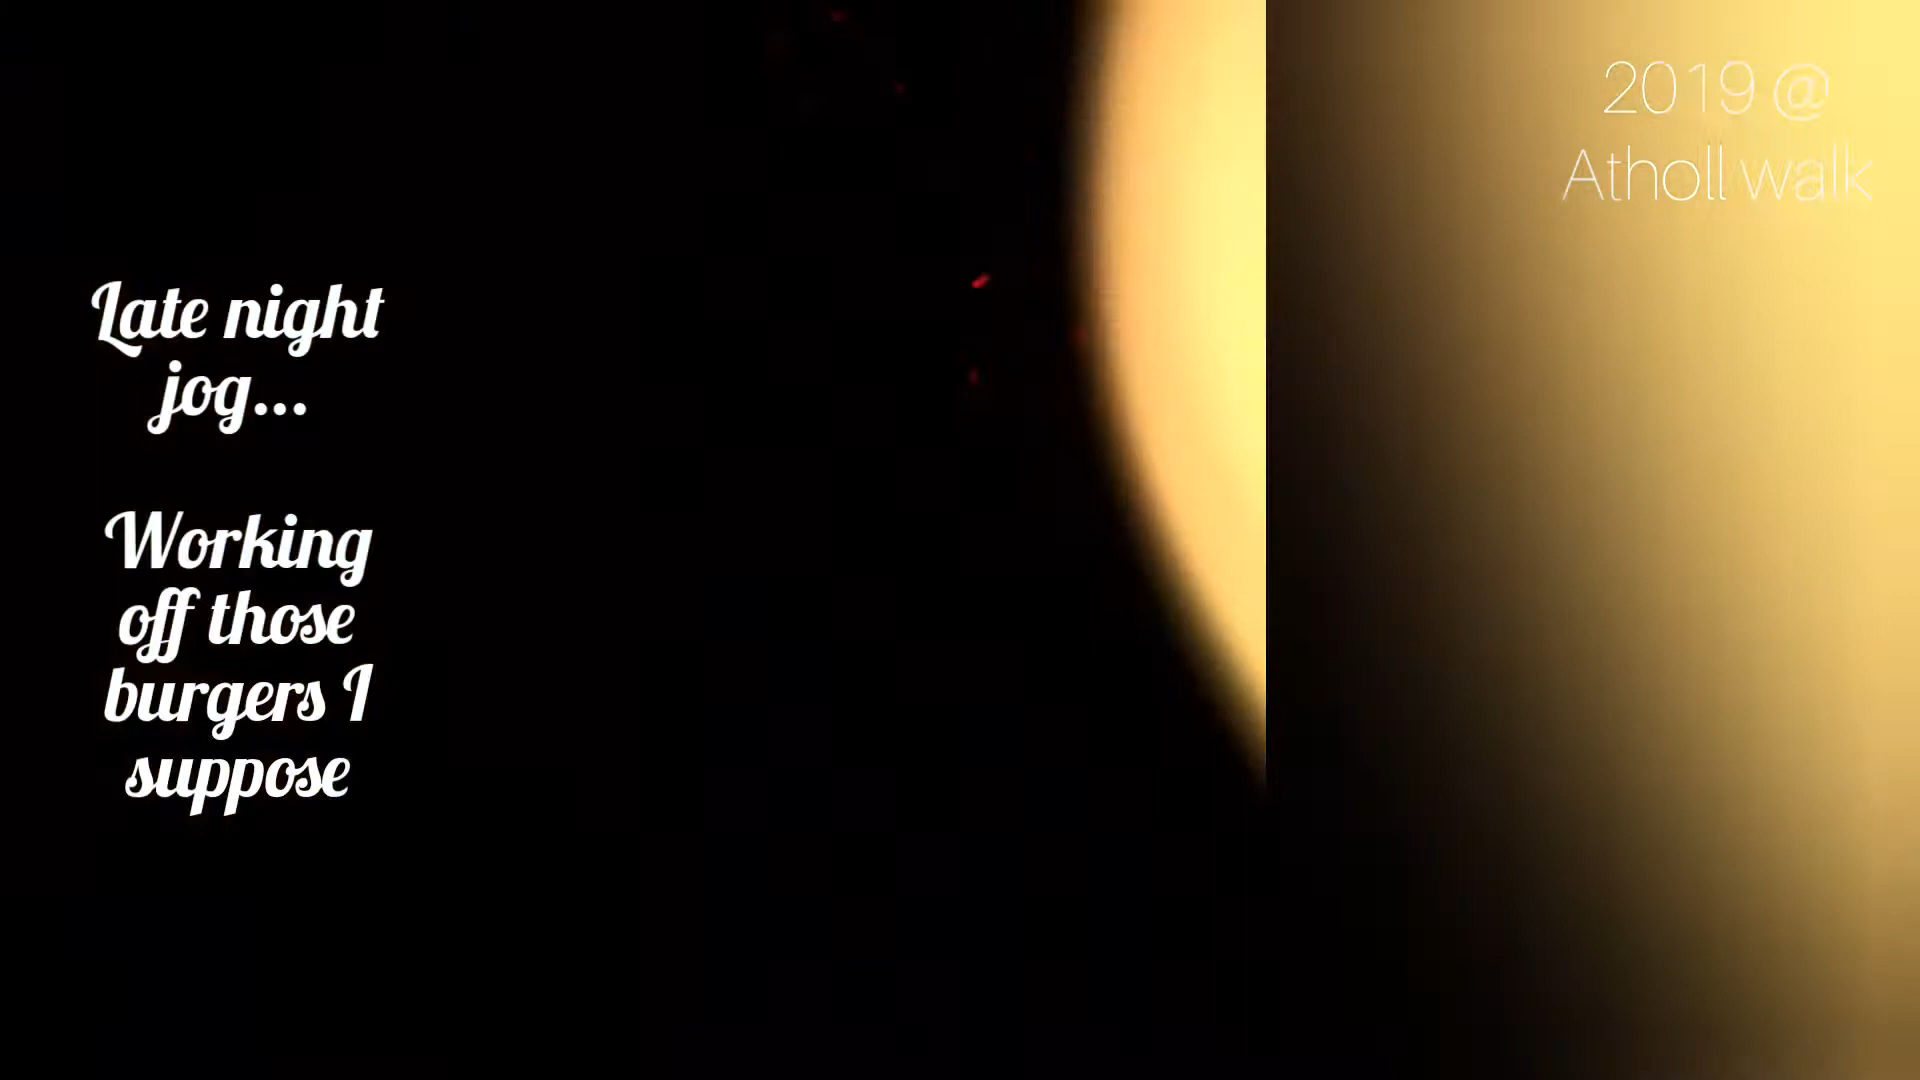 2019 @
Atholl walk
Late night
jog...
Working
off those
burgers I
suppose